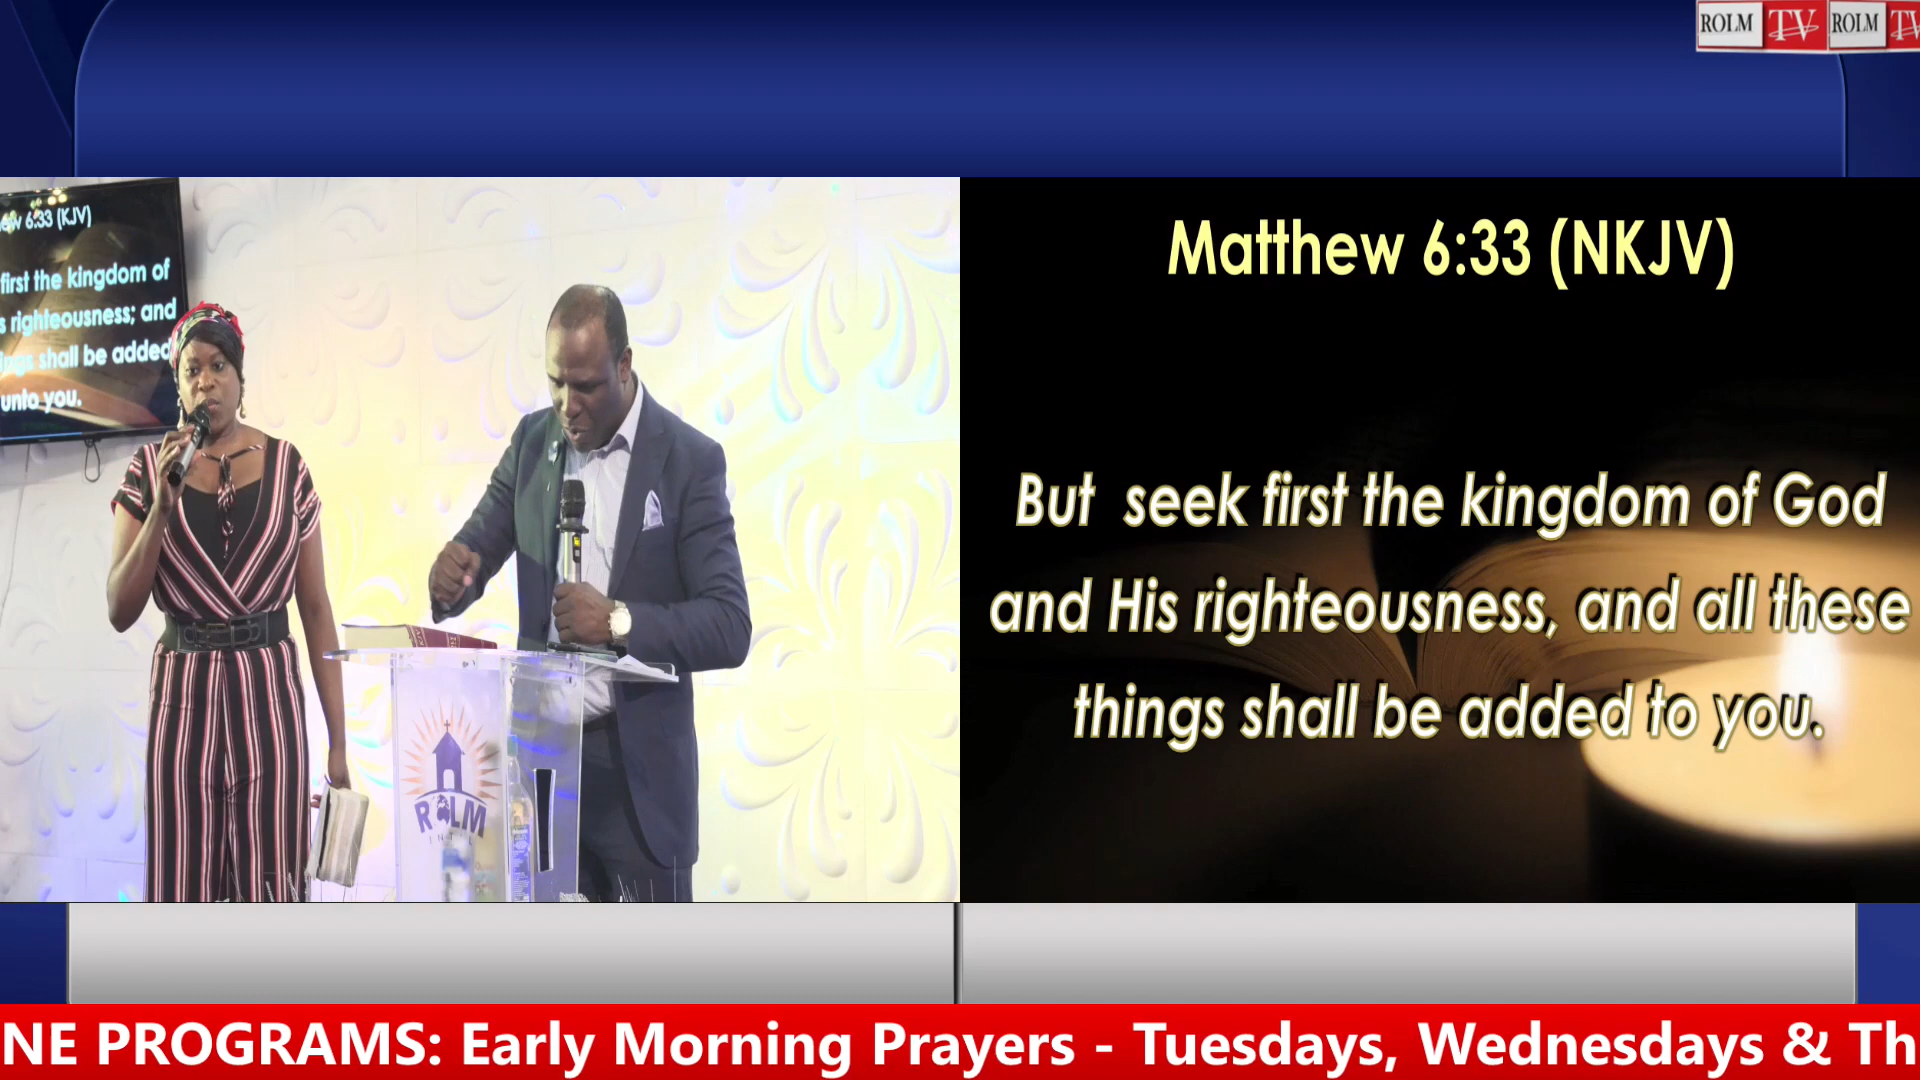 ROLM TV ROLM TV
6:33 (KJV)
first the kingdom of
righteousness; and
shall be added
unto you.
Matthew 6:33 (NKJV)
But seek first the kingdom of God
and His righteousness, and all these
things shall be added to you.
ROLM
INT'L
NE PROGRAMS: Early Morning Prayers - Tuesdays, Wednesdays & Th